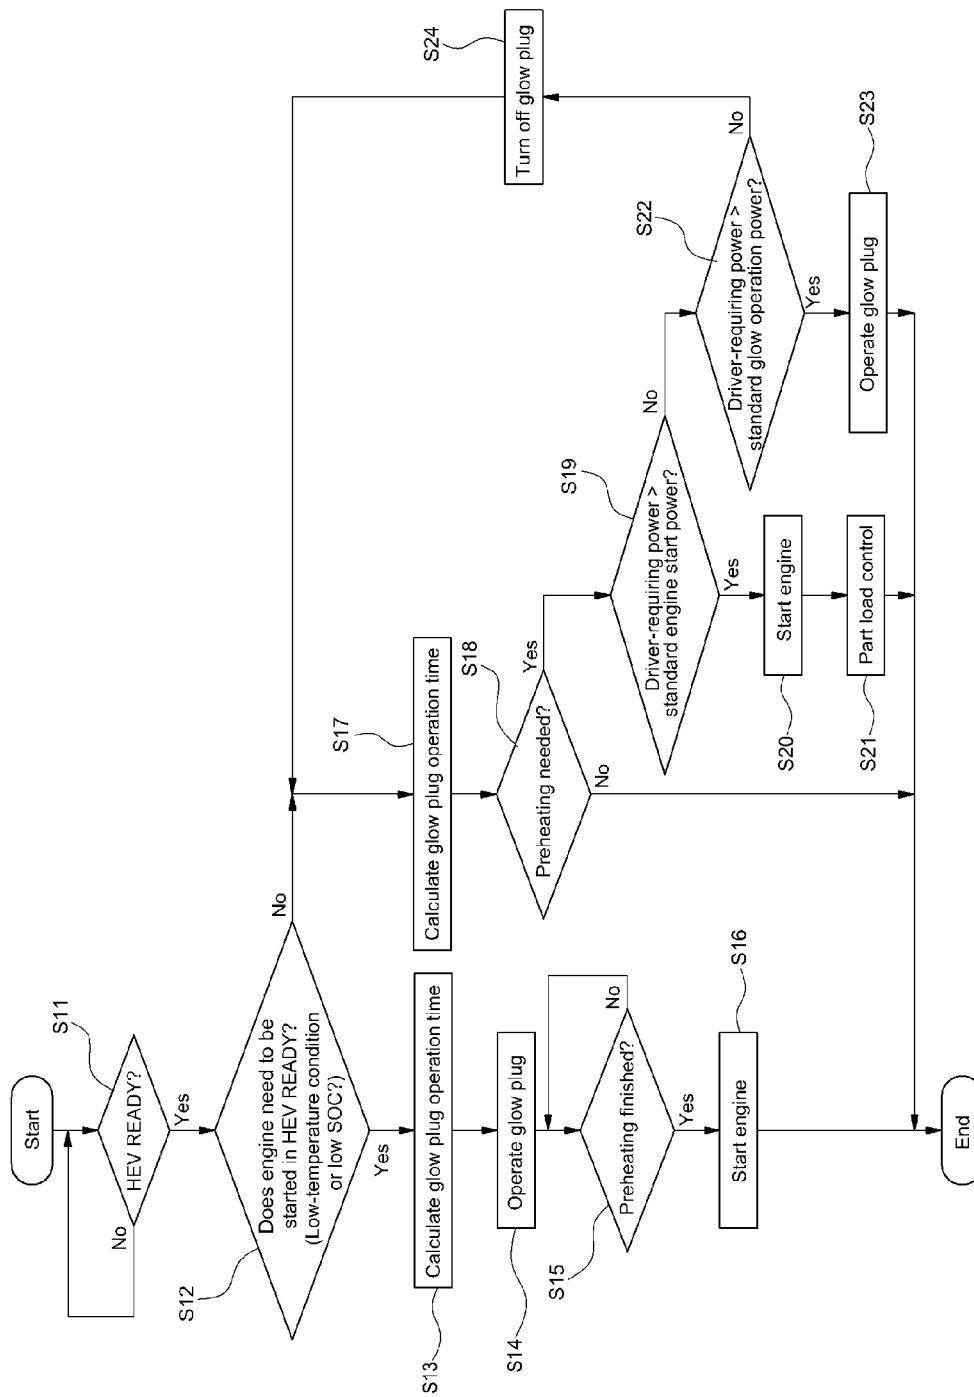 Start
S11
HEV READY?
No
Yes
S12
Does engine need to be
started in HEV READY?
(Low-temperature condition
or low SOC?)
No
Yes
S13
Calculate glow plug operation time
S14
Operate glow plug
S15
Preheating finished?
No
Yes
S16
Start engine
S17
Calculate glow plug operation time
S18
Preheating needed?
Yes
No
S19
Driver-requiring power >
standard engine start power?
No
Yes
S20
Start engine
S21
Part load control
S22
Driver-requiring power >
standard glow operation power?
No
Yes
S23
Operate glow plug
S24
Turn off glow plug
End